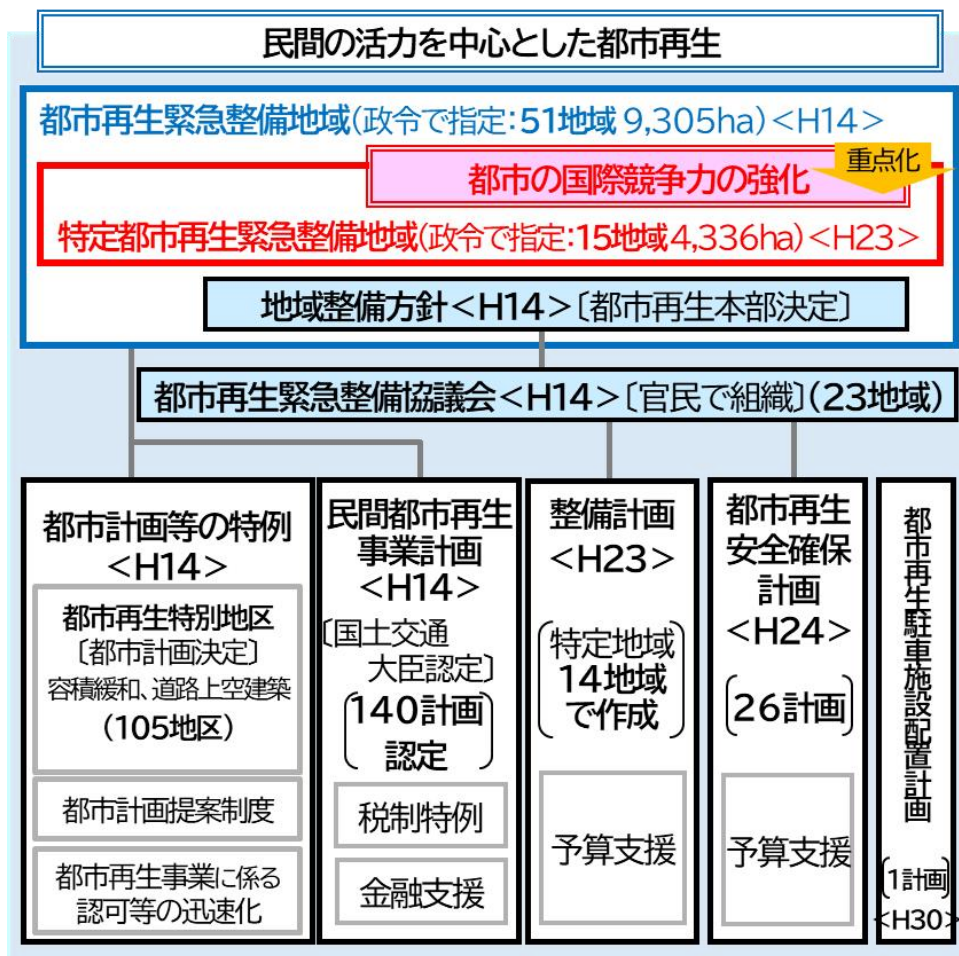 民間の活力を中心とした都市再生
都市再生緊急整備地域(政令で指定:51地域 9,305ha)<H14>
重点化
都市の国際競争力の強化
特定都市再生緊急整備地域(政令で指定:15地域4,336ha)<H23>
地域整備方針<H14>〔都市再生本部決定〕
都市再生緊急整備協議会<H14>〔官民で組織〕(23地域)
都市計画等の特例
<H14>
都市再生特別地区
〔都市計画決定〕
容積緩和、道路上空建築
(105地区)
都市計画提案制度
都市再生事業に係る
認可等の迅速化
民間都市再生
事業計画
<H14>
〔国土交通
大臣認定〕
140計画
認定
税制特例
金融支援
整備計画
<H23>
特定地域
14地域
で作成
予算支援
都市再生
安全確保
計画
<H24>
26計画
予算支援
都市再生駐車施設配置計画
1計画
<H30>